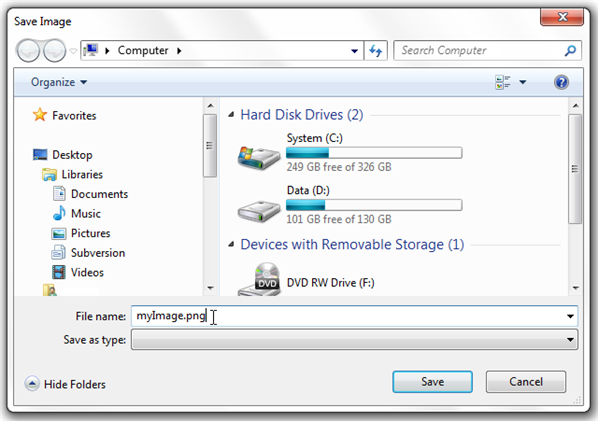 Save Image
Computer
Search Computer
Organize
Favorites
Desktop
Libraries
Documents
Music
Pictures
Subversion
Videos
Hard Disk Drives (2)
System (C:)
249 GB free of 326 GB
Data (D:)
101 GB free of 130 GB
Devices with Removable Storage (1)
DVD
DVD RW Drive (F:)
File name: myImage.png
Save as type:
Hide Folders Save Cancel